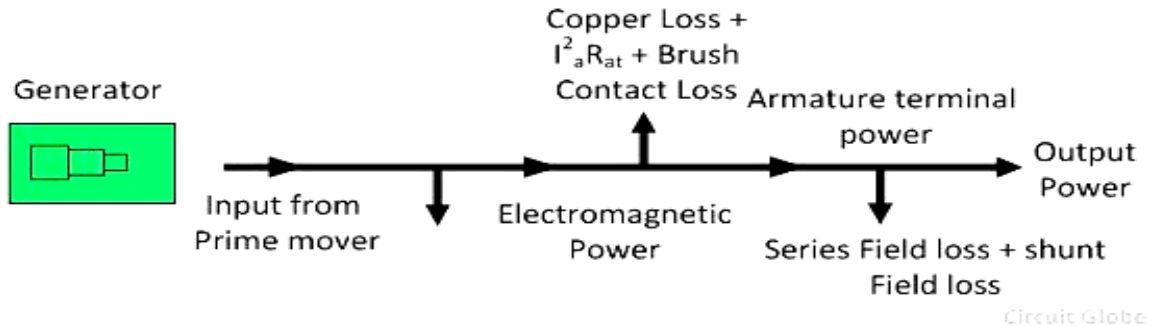 Generator
Input from
Prime mover
Copper Loss +
I²ₐRₐₜ + Brush
Contact Loss
Electromagnetic
Power
Armature terminal
power
Series Field loss + shunt
Field loss
Output
Power
Circuit Globe